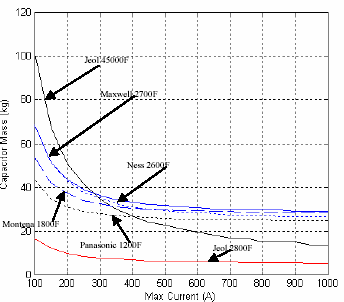 120
100
80
60
40
20
0
100 200 300 400 500 600 700 800 900 1000
Capacitor Mass (kg)
Max Current (A)
Jeol 45000F
Maxwell 2700F
Ness 2600F
Montena 1800F
Panasonic 1200F
Jeol 2800F